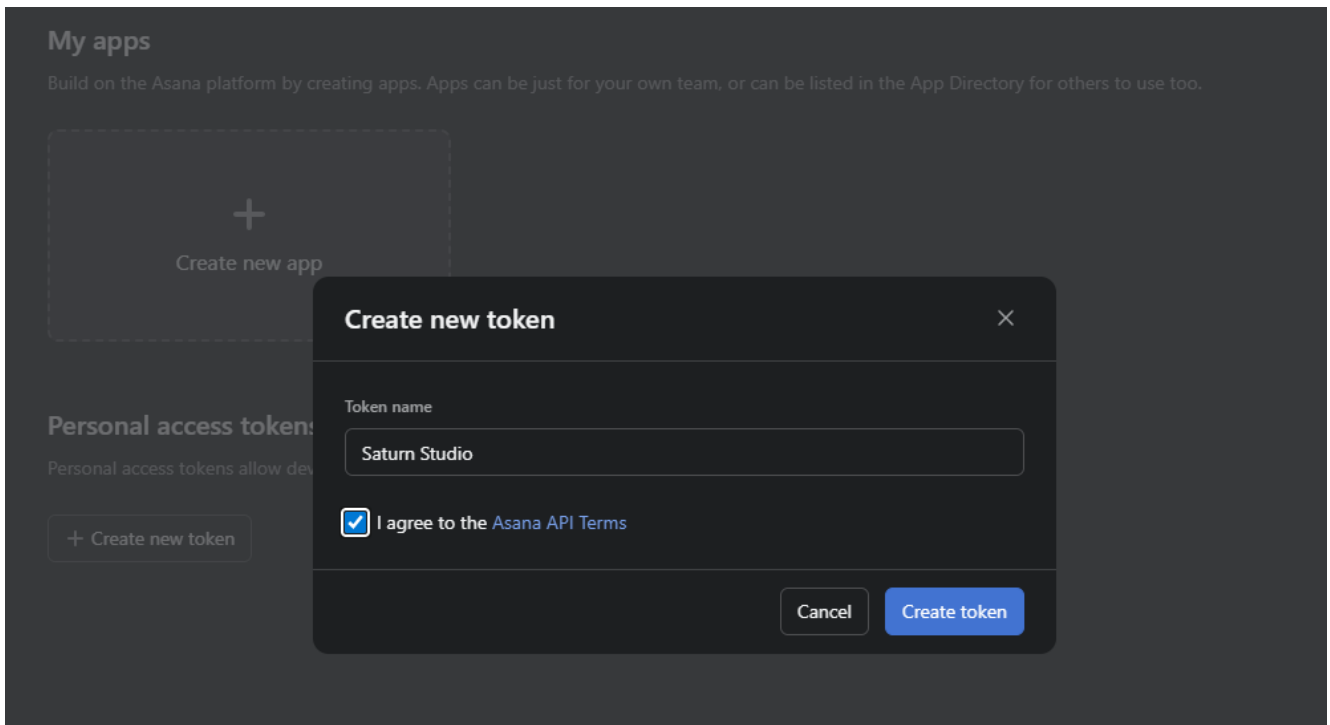 My apps
Build on the Asana platform by creating apps. Apps can be just for your own team, or can be listed in the App Directory for others to use too.
Create new app
Create new token
Token name
Saturn Studio
I agree to the Asana API Terms
Cancel
Create token
Personal access tokens
Personal access tokens allow dev
+ Create new token